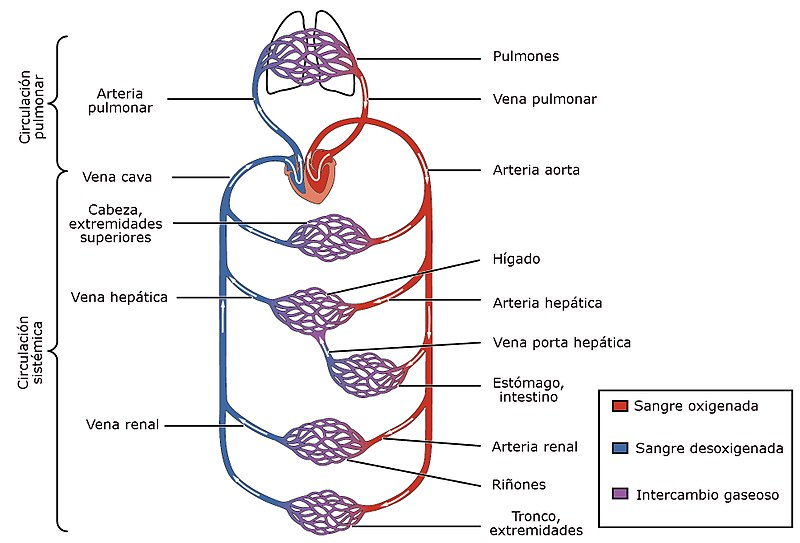 Circulación
pulmonar
Arteria
pulmonar
Vena cava
Cabeza,
extremidades
superiores
Vena hepática
Circulación
sistémica
Vena renal
Pulmones
Vena pulmonar
Arteria aorta
Hígado
Arteria hepática
Vena porta hepática
Estómago,
intestino
Arteria renal
Riñones
Tronco,
extremidades
Sangre oxigenada
Sangre desoxigenada
Intercambio gaseoso